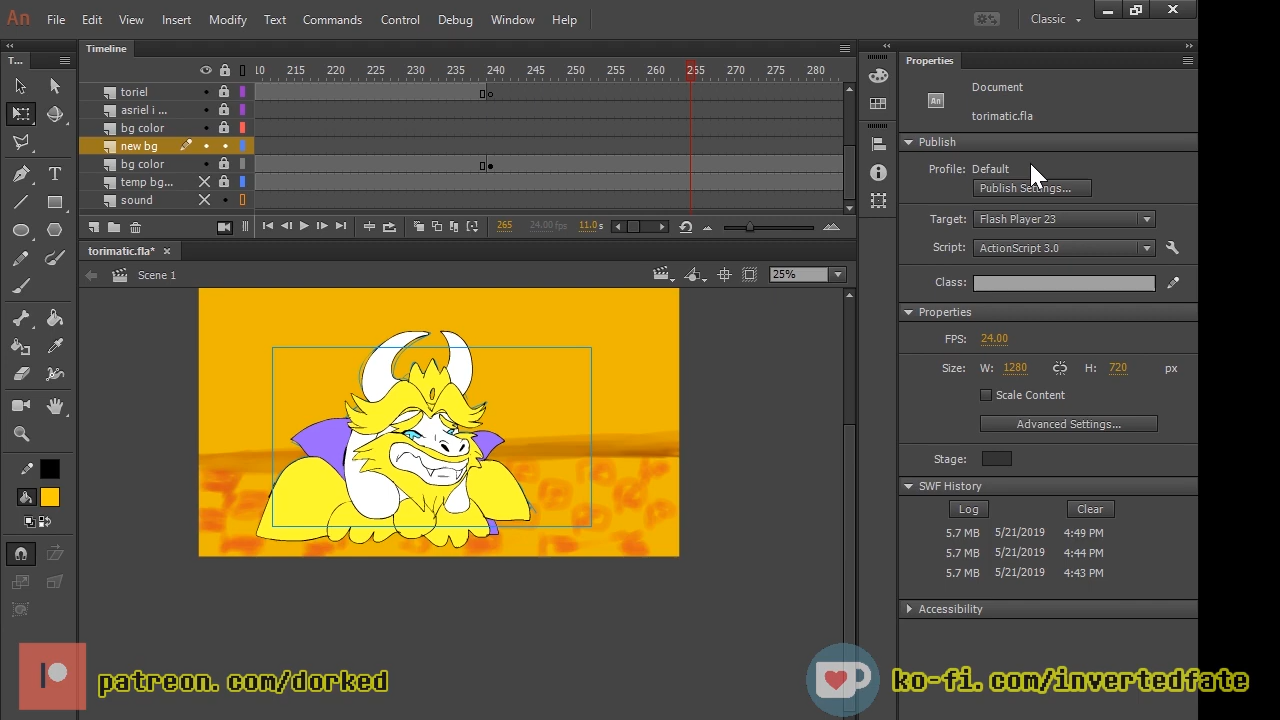 An File Edit View Insert Modify Text Commands Control Debug Window Help Classic
T... Timeline Properties
10 215 220 225 230 235 240 245 250 255 260 265 270 275 280
toriel
asriel i ...
bg color
new bg
bg color
temp bg...
sound
265 24.00 fps 11.0 s
torimatic.fla*
Scene 1 25%
An Document
torimatic.fla
Publish
Profile: Default
Publish Settings...
Target: Flash Player 23
Script: ActionScript 3.0
Class:
Properties
FPS: 24.00
Size: W: 1280 H: 720 px
Scale Content
Advanced Settings...
Stage:
SWF History
Log Clear
5.7 MB 5/21/2019 4:49 PM
5.7 MB 5/21/2019 4:44 PM
5.7 MB 5/21/2019 4:43 PM
Accessibility
patreon.com/dorked
ko-fi.com/invertedfate